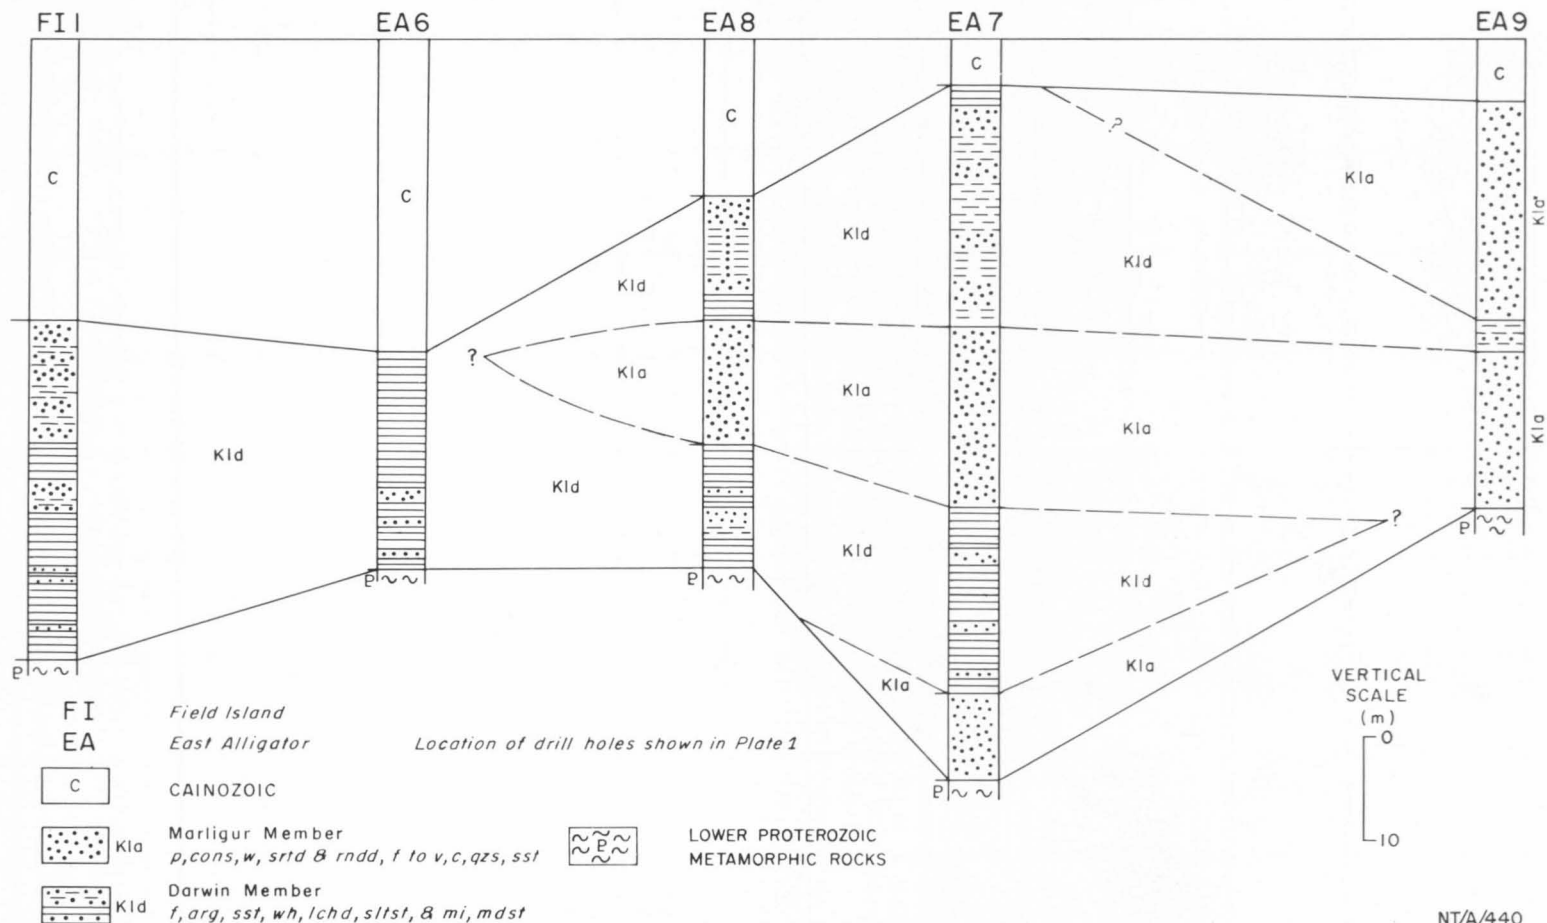 FI1 EA6 EA8 EA7 EA9
C
C
C
C
C
?
Kla
Kla
Kld
Kld
Kld
?
Kla
Kla
Kla
Kla
Kld
Kld
Kld
?
Kld
Kla
Kla
P
P
P
P
P
VERTICAL
SCALE
(m)
0
10
FI Field Island
EA East Alligator Location of drill holes shown in Plate 1
C CAINOZOIC
Kla Marligur Member
p, cons, w, srtd & rndd, f to v, c, qzs, sst
P LOWER PROTEROZOIC
METAMORPHIC ROCKS
Kld Darwin Member
f, arg, sst, wh, lchd, sltst, & mi, mdst
NT/A/440